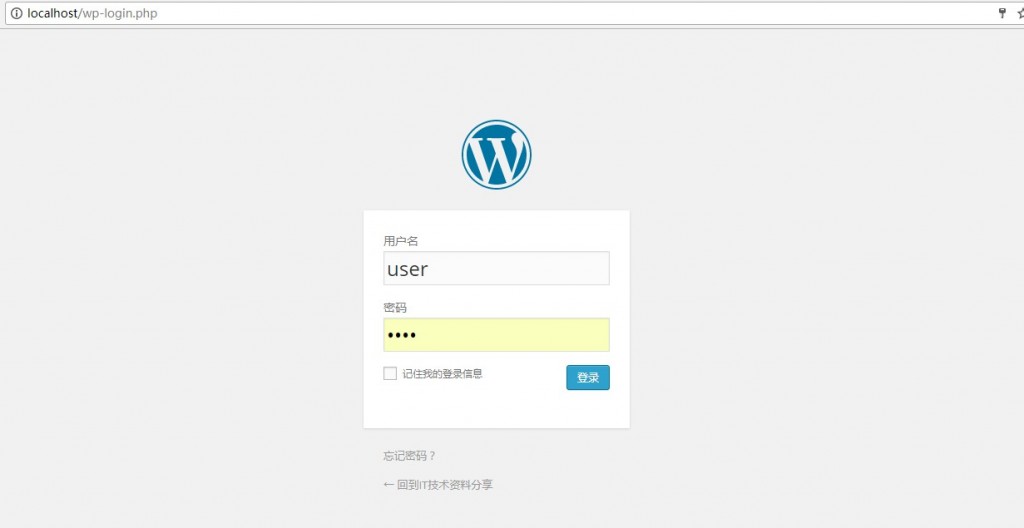 localhost/wp-login.php
用户名
user
密码
••••
记住我的登录信息
登录
忘记密码？
← 回到IT技术资料分享